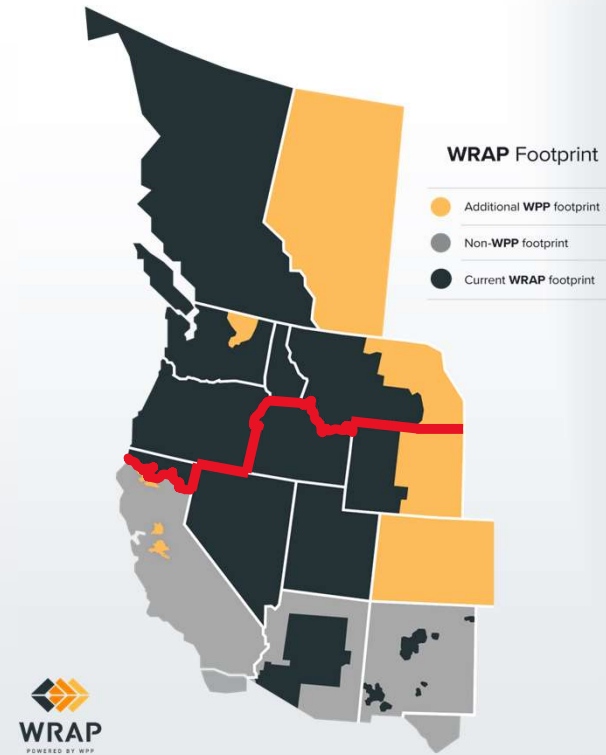 WRAP Footprint
Additional WPP footprint
Non-WPP footprint
Current WRAP footprint
WRAP
POWERED BY WPP